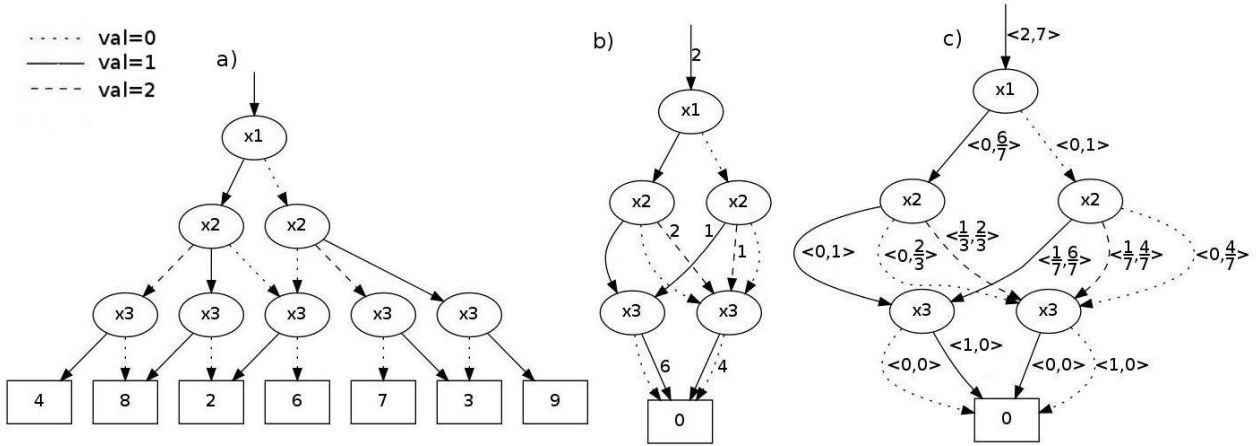 val=0
val=1
val=2
a)
x1
x2 x2
x3 x3 x3 x3 x3
4 8 2 6 7 3 9
b)
2
x1
x2 x2
2 1
1
x3 x3
6 4
0
c)
<2,7>
x1
<0,6/7> <0,1>
x2 x2
<0,1> <0,2/3> <1/3,2/3> <1/7,6/7> <1/7,4/7> <0,4/7>
x3 x3
<0,0> <1,0> <0,0> <1,0>
0